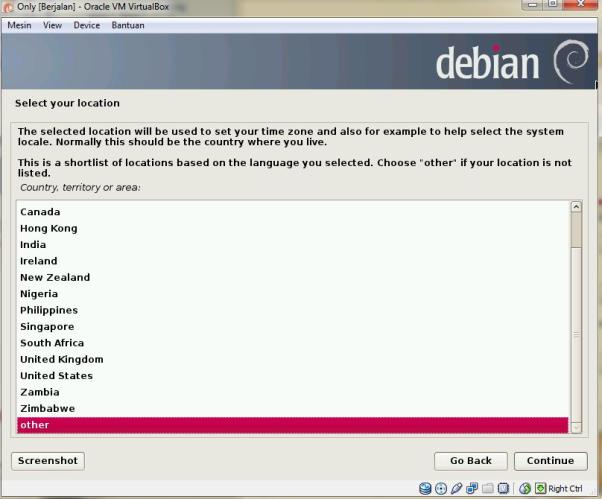 Only [Berjalan] - Oracle VM VirtualBox
Mesin View Device Bantuan
debian
Select your location
The selected location will be used to set your time zone and also for example to help select the system
locale. Normally this should be the country where you live.
This is a shortlist of locations based on the language you selected. Choose "other" if your location is not
listed.
Country, territory or area:
Canada
Hong Kong
India
Ireland
New Zealand
Nigeria
Philippines
Singapore
South Africa
United Kingdom
United States
Zambia
Zimbabwe
other
Screenshot Go Back Continue
Right Ctrl